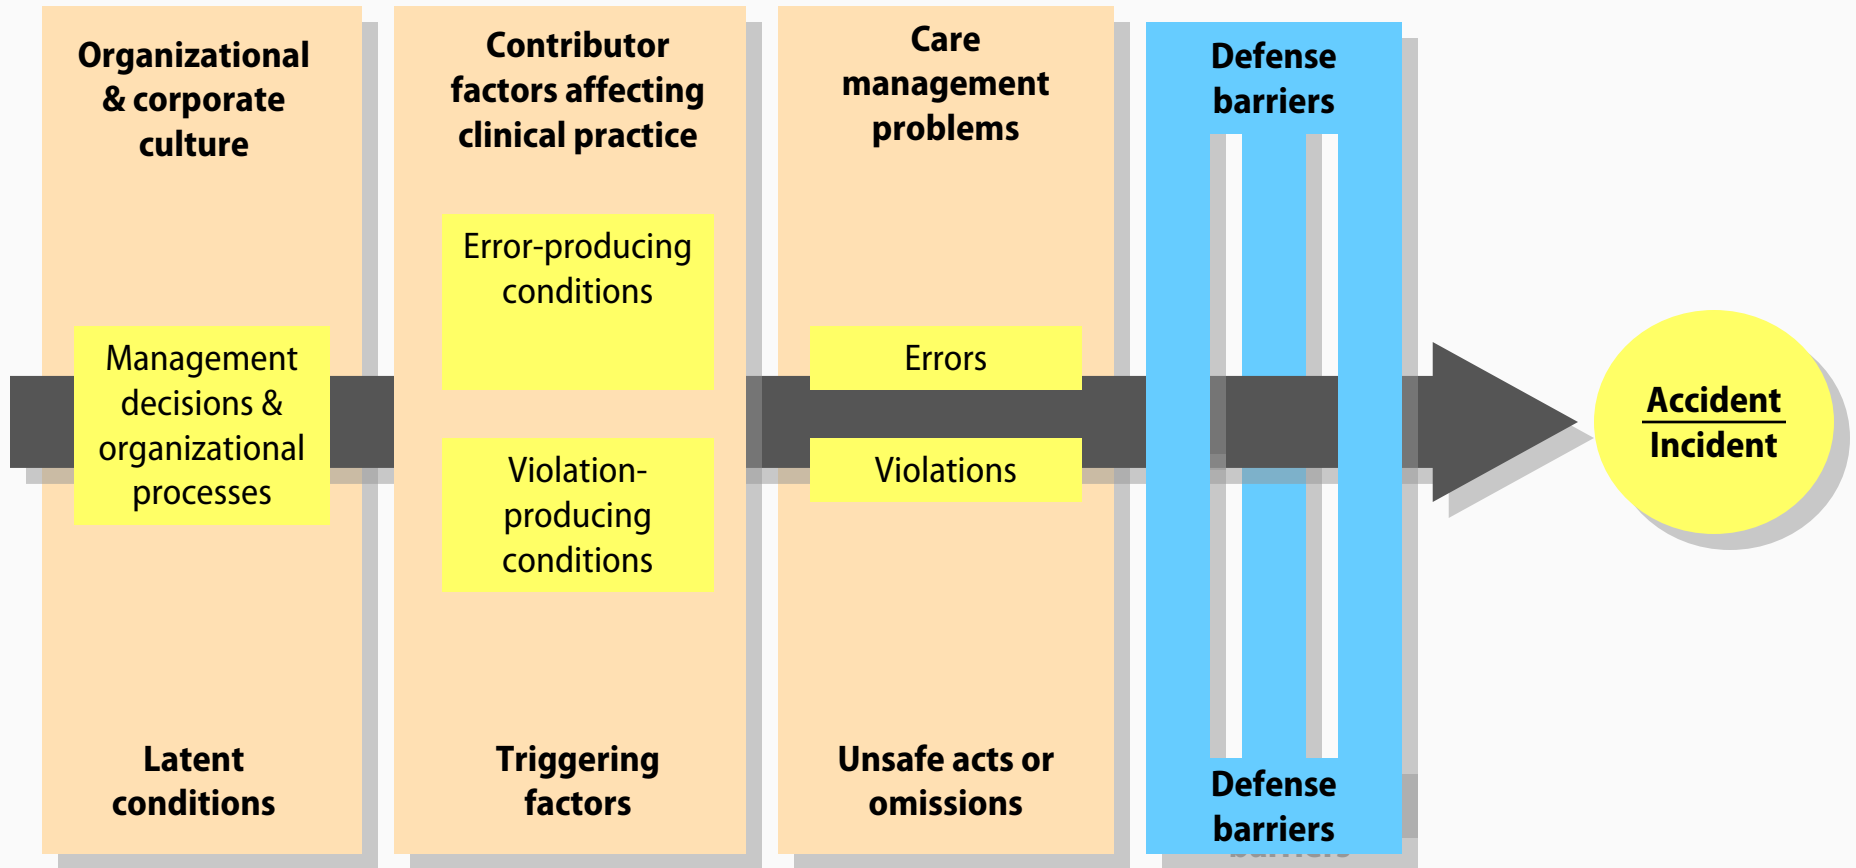 Organizational
& corporate
culture
Management
decisions &
organizational
processes
Latent
conditions
Contributor
factors affecting
clinical practice
Error-producing
conditions
Violation-
producing
conditions
Triggering
factors
Care
management
problems
Errors
Violations
Unsafe acts or
omissions
Defense
barriers
Defense
barriers
Accident
Incident